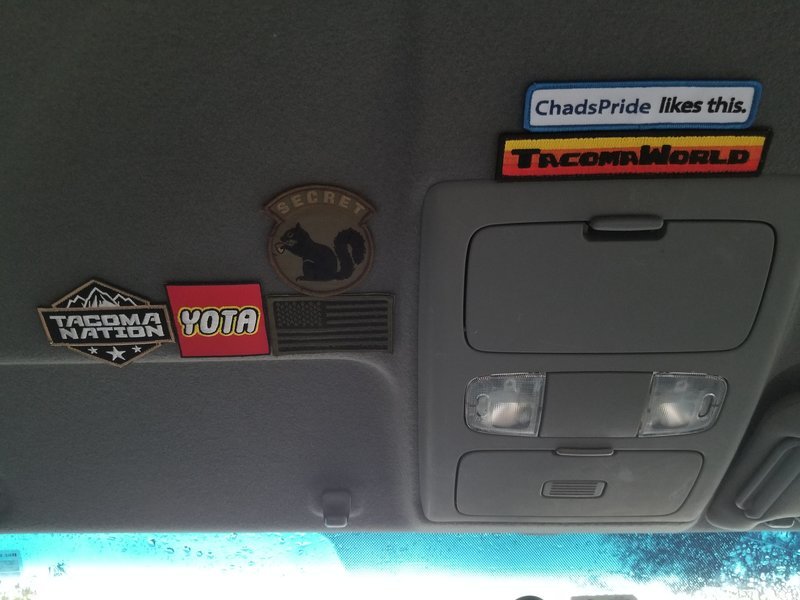 ChadsPride likes this.
TACOMAWORLD
SECRET
TACOMA
NATION
YOTA